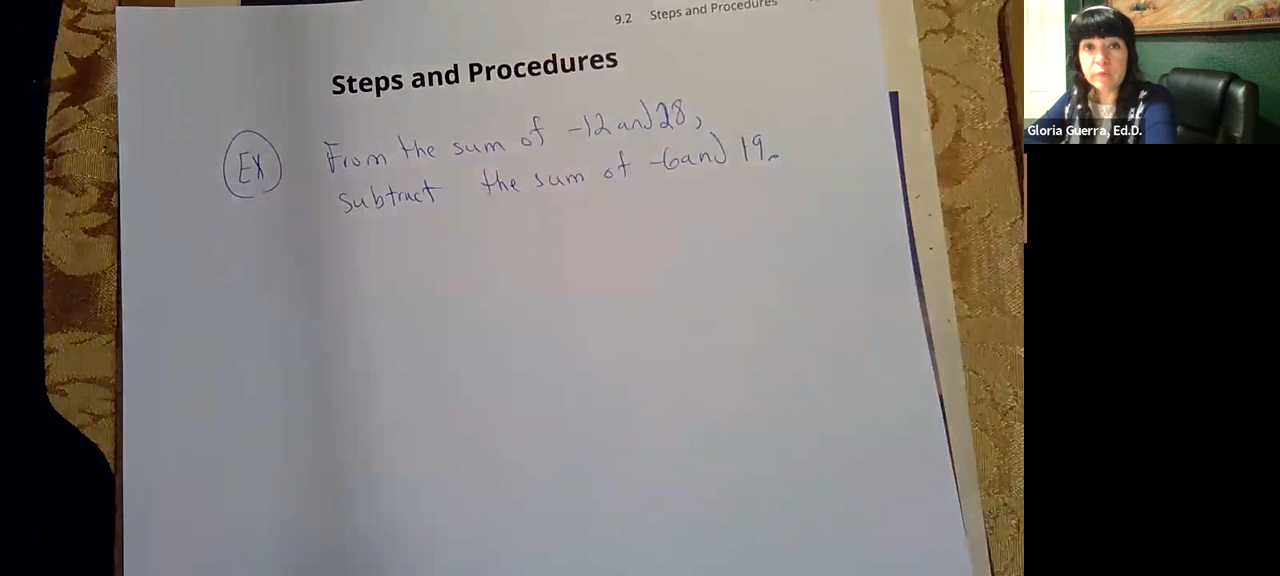 9.2 Steps and Procedures
Steps and Procedures
EX
From the sum of -12 and 28,
subtract the sum of -6 and 19.
Gloria Guerra, Ed.D.